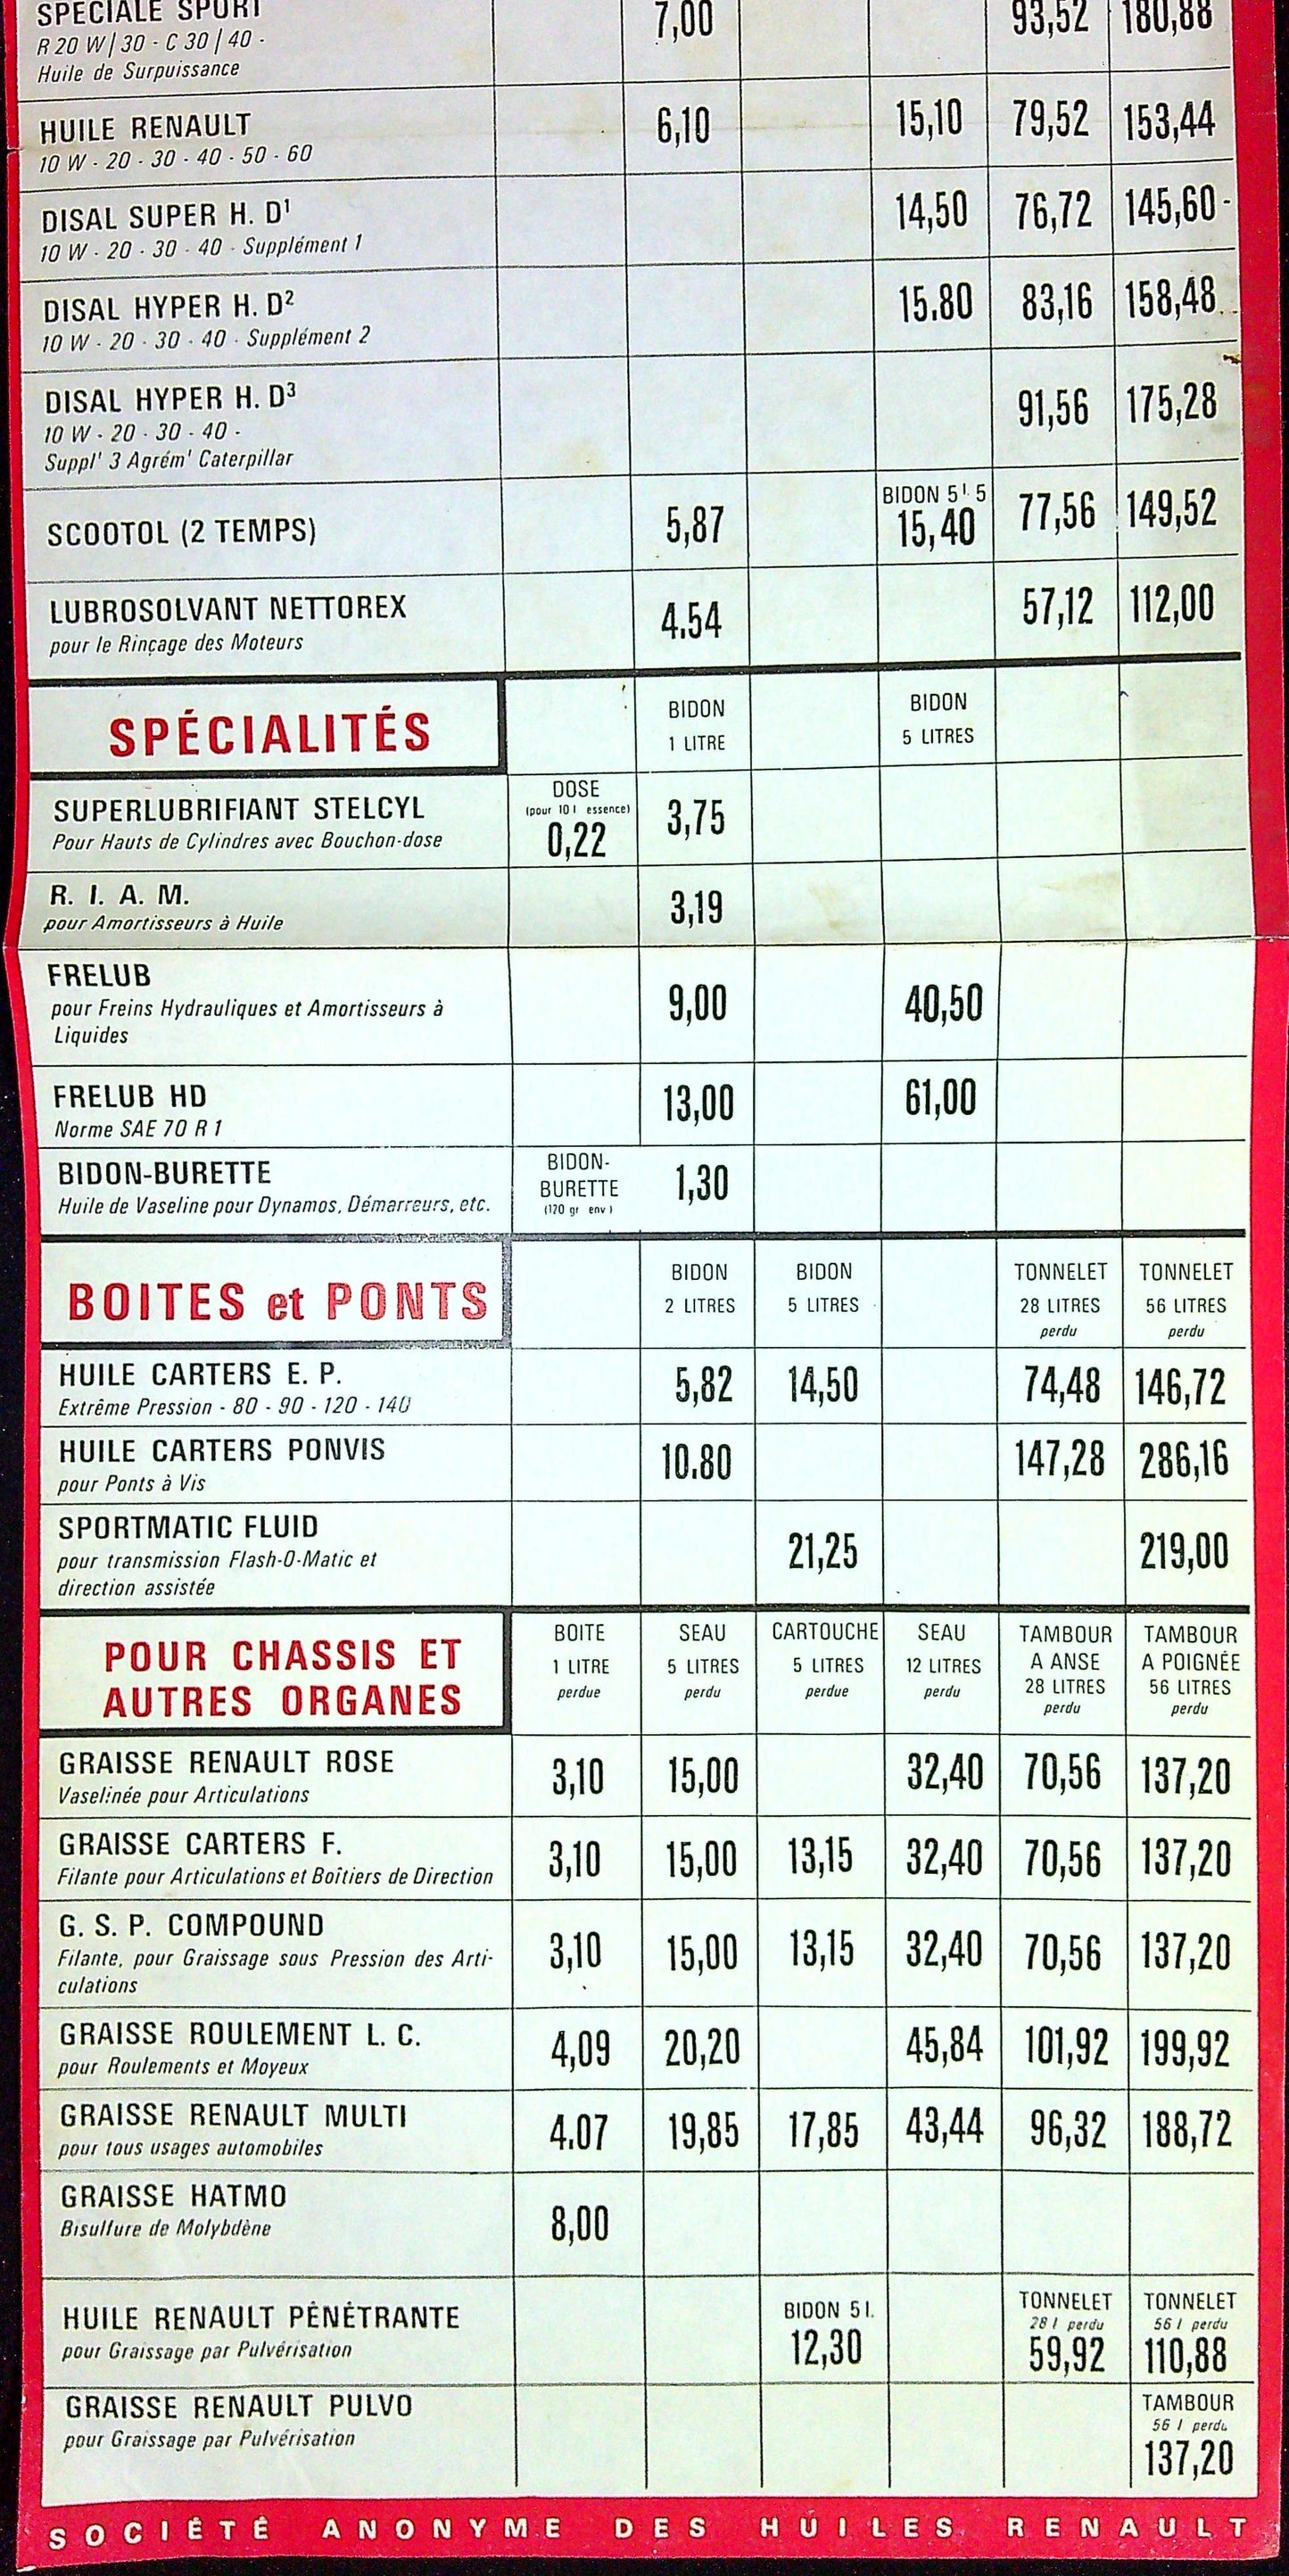 SPÉCIALE SPORT 7,00 93,52 180,88
R 20 W/30 - C 30/40 -
Huile de Surpuissance
HUILE RENAULT 6,10 15,10 79,52 153,44
10 W - 20 - 30 - 40 - 50 - 60
DISAL SUPER H. D¹ 14,50 76,72 145,60
10 W - 20 - 30 - 40 - Supplément 1
DISAL HYPER H. D² 15.80 83,16 158,48
10 W - 20 - 30 - 40 - Supplément 2
DISAL HYPER H. D³ 91,56 175,28
10 W - 20 - 30 - 40 -
Suppl' 3 Agrém' Caterpillar
BIDON 5 l. 5
SCOOTOL (2 TEMPS) 5,87 15,40 77,56 149,52
LUBROSOLVANT NETTOREX 4.54 57,12 112,00
pour le Rinçage des Moteurs
SPÉCIALITÉS
BIDON BIDON
1 LITRE 5 LITRES
DOSE
(pour 10 l essence)
SUPERLUBRIFIANT STELCYL 0,22 3,75
Pour Hauts de Cylindres avec Bouchon-dose
R. I. A. M. 3,19
pour Amortisseurs à Huile
FRELUB 9,00 40,50
pour Freins Hydrauliques et Amortisseurs à
Liquides
FRELUB HD 13,00 61,00
Norme SAE 70 R 1
BIDON-BURETTE BIDON- 1,30
BURETTE
Huile de Vaseline pour Dynamos, Démarreurs, etc. (120 gr env)
BOITES et PONTS
BIDON BIDON TONNELET TONNELET
2 LITRES 5 LITRES 28 LITRES 56 LITRES
perdu perdu
HUILE CARTERS E. P. 5,82 14,50 74,48 146,72
Extrême Pression - 80 - 90 - 120 - 140
HUILE CARTERS PONVIS 10.80 147,28 286,16
pour Ponts à Vis
SPORTMATIC FLUID 21,25 219,00
pour transmission Flash-O-Matic et
direction assistée
POUR CHASSIS ET
AUTRES ORGANES
BOITE SEAU CARTOUCHE SEAU TAMBOUR TAMBOUR
1 LITRE 5 LITRES 5 LITRES 12 LITRES A ANSE A POIGNÉE
perdue perdu perdue perdu 28 LITRES 56 LITRES
perdu perdu
GRAISSE RENAULT ROSE 3,10 15,00 32,40 70,56 137,20
Vaselinée pour Articulations
GRAISSE CARTERS F. 3,10 15,00 13,15 32,40 70,56 137,20
Filante pour Articulations et Boîtiers de Direction
G. S. P. COMPOUND 3,10 15,00 13,15 32,40 70,56 137,20
Filante, pour Graissage sous Pression des Arti-
culations
GRAISSE ROULEMENT L. C. 4,09 20,20 45,84 101,92 199,92
pour Roulements et Moyeux
GRAISSE RENAULT MULTI 4.07 19,85 17,85 43,44 96,32 188,72
pour tous usages automobiles
GRAISSE HATMO 8,00
Bisulfure de Molybdène
BIDON 5 l. TONNELET TONNELET
28 l perdu 56 l perdu
HUILE RENAULT PÉNÉTRANTE 12,30 59,92 110,88
pour Graissage par Pulvérisation
GRAISSE RENAULT PULVO TAMBOUR
56 l perdu
pour Graissage par Pulvérisation 137,20
SOCIÉTÉ ANONYME DES HUILES RENAULT